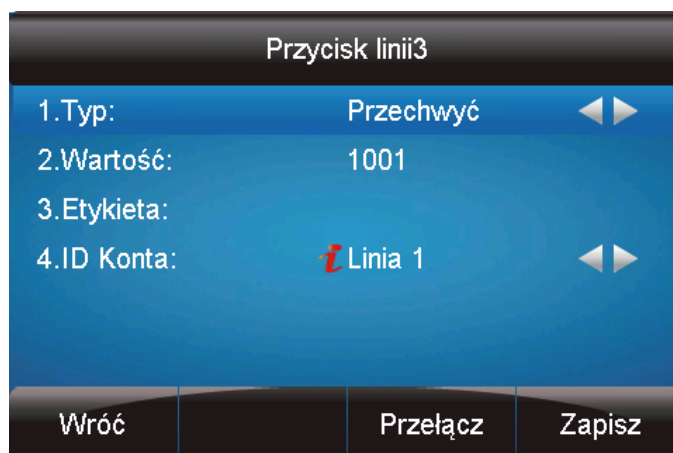 Przycisk linii3
1.Typ: Przechwyć
2.Wartość: 1001
3.Etykieta:
4.ID Konta: i Linia 1
Wróć Przełącz Zapisz